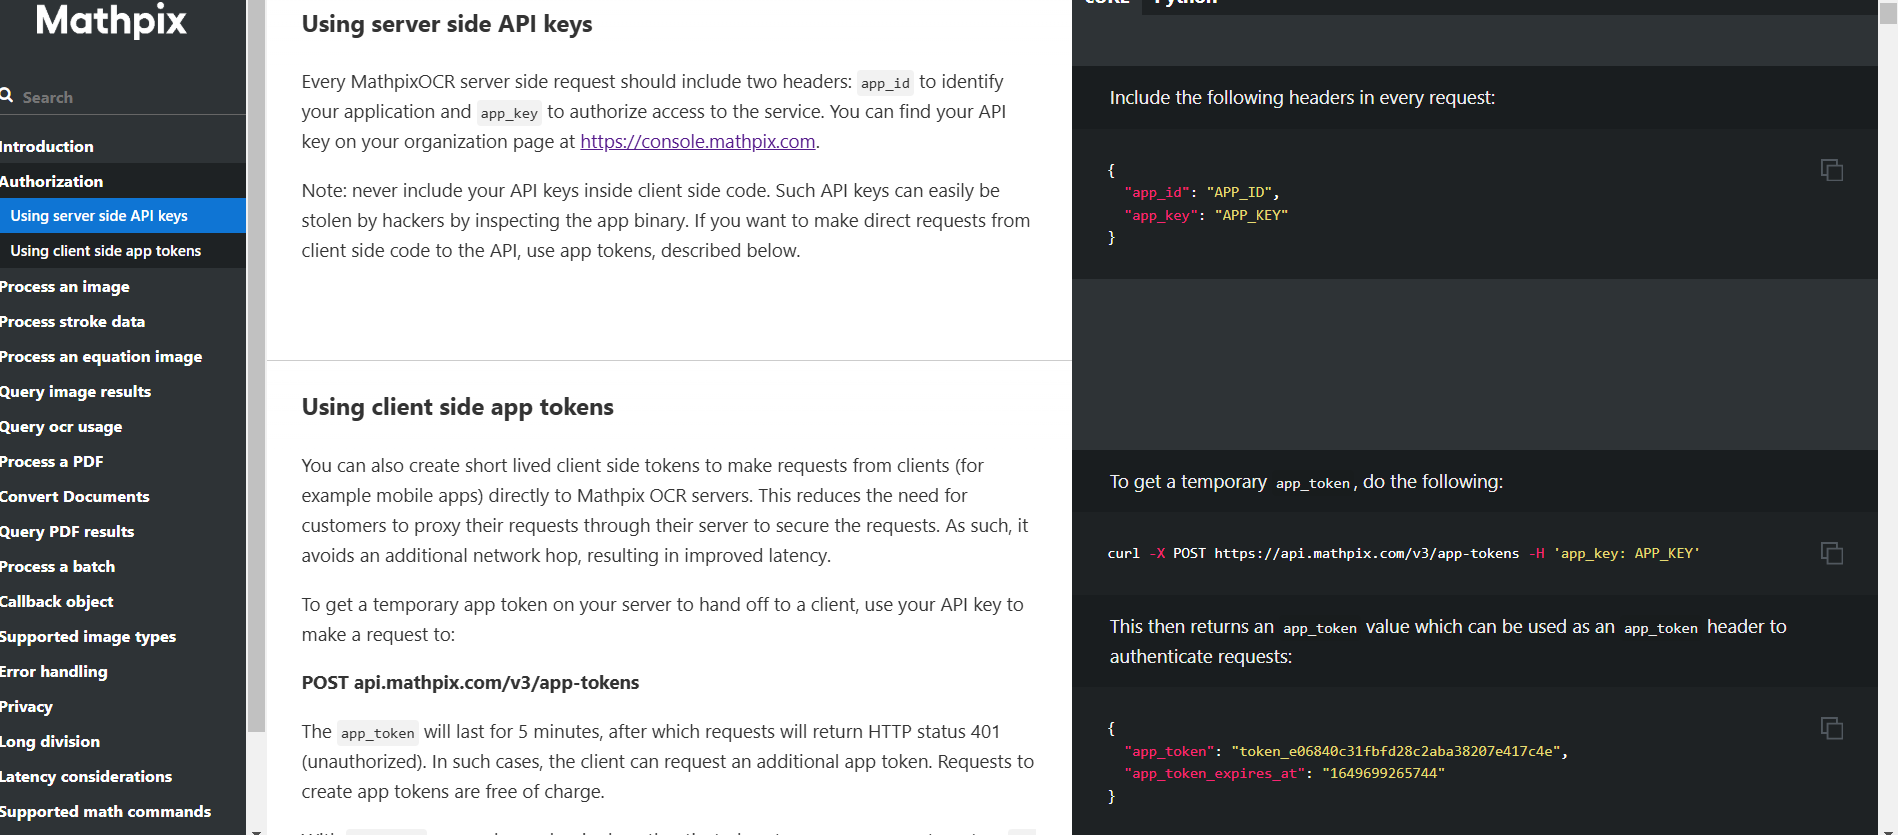 Mathpix
Search
Introduction
Authorization
Using server side API keys
Using client side app tokens
Process an image
Process stroke data
Process an equation image
Query image results
Query ocr usage
Process a PDF
Convert Documents
Query PDF results
Process a batch
Callback object
Supported image types
Error handling
Privacy
Long division
Latency considerations
Supported math commands
Using server side API keys
Every MathpixOCR server side request should include two headers: app_id to identify
your application and app_key to authorize access to the service. You can find your API
key on your organization page at https://console.mathpix.com.
Note: never include your API keys inside client side code. Such API keys can easily be
stolen by hackers by inspecting the app binary. If you want to make direct requests from
client side code to the API, use app tokens, described below.
Using client side app tokens
You can also create short lived client side tokens to make requests from clients (for
example mobile apps) directly to Mathpix OCR servers. This reduces the need for
customers to proxy their requests through their server to secure the requests. As such, it
avoids an additional network hop, resulting in improved latency.
To get a temporary app token on your server to hand off to a client, use your API key to
make a request to:
POST api.mathpix.com/v3/app-tokens
The app_token will last for 5 minutes, after which requests will return HTTP status 401
(unauthorized). In such cases, the client can request an additional app token. Requests to
create app tokens are free of charge.
Python
Include the following headers in every request:
{
"app_id": "APP_ID",
"app_key": "APP_KEY"
}
To get a temporary app_token, do the following:
curl -X POST https://api.mathpix.com/v3/app-tokens -H 'app_key: APP_KEY'
This then returns an app_token value which can be used as an app_token header to
authenticate requests:
{
"app_token": "token_e06840c31fbfd28c2aba38207e417c4e",
"app_token_expires_at": "1649699265744"
}